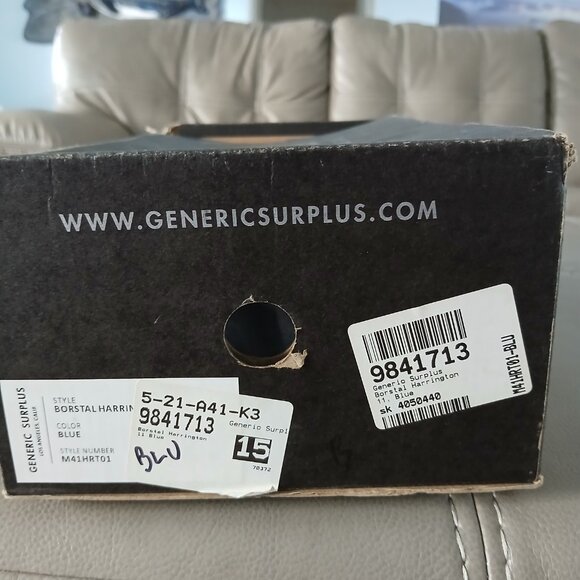 WWW.GENERICSURPLUS.COM
GENERIC SURPLUS
LOS ANGELES, CALIF.
STYLE
BORSTAL HARRIN
COLOR
BLUE
STYLE NUMBER
M41HRT01
5-21-A41-K3
9841713
Generic Surpl
Borstal Harrington
11 Blue
15
78372
BLU
9841713
Generic Surplus
Borstal Harrington
11. Blue
sk 4050440
M41HRT01-BLU